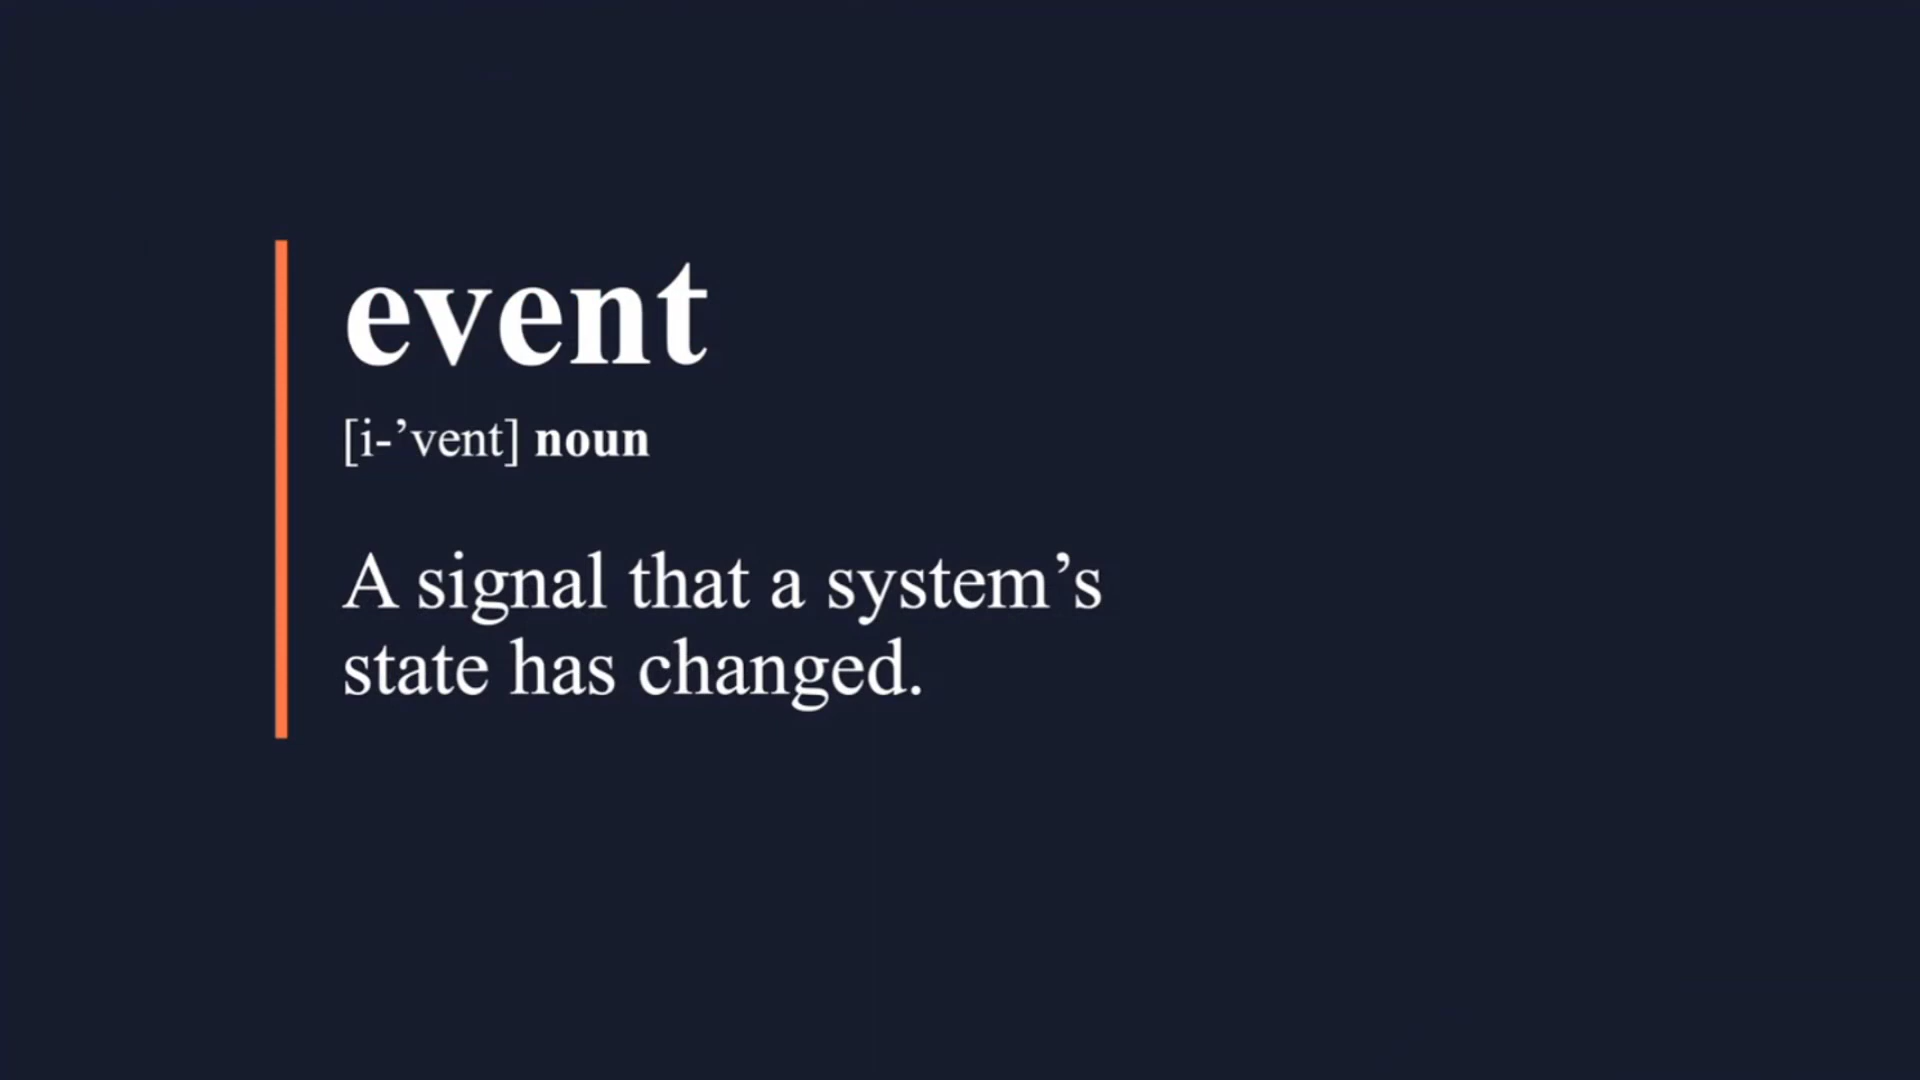 event
[i-’vent] noun
A signal that a system’s
state has changed.